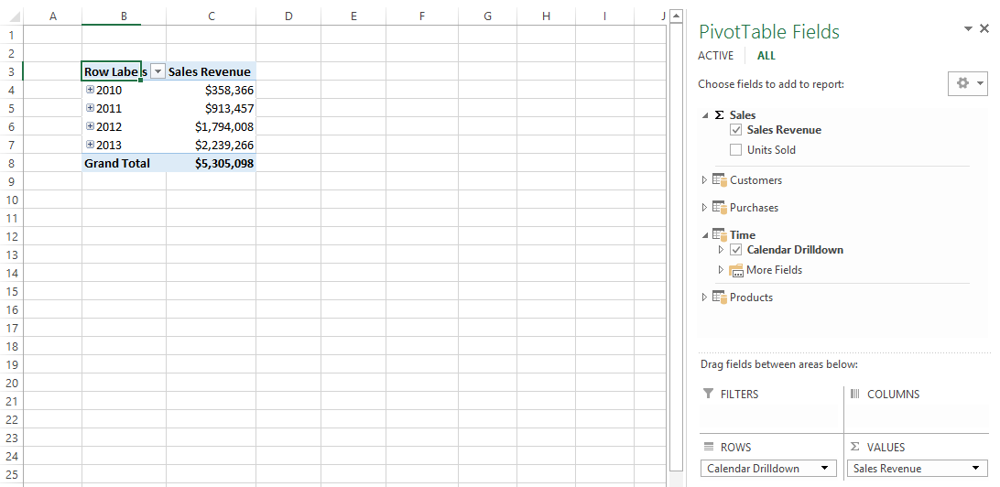 A B C D E F G H I J
1
2
3 Row Labels Sales Revenue
4 2010 $358,366
5 2011 $913,457
6 2012 $1,794,008
7 2013 $2,239,266
8 Grand Total $5,305,098
9
10
11
12
13
14
15
16
17
18
19
20
21
22
23
24
25
PivotTable Fields
ACTIVE ALL
Choose fields to add to report:
Σ Sales
Sales Revenue
Units Sold
Customers
Purchases
Time
Calendar Drilldown
More Fields
Products
Drag fields between areas below:
FILTERS
COLUMNS
ROWS
Calendar Drilldown
Σ VALUES
Sales Revenue